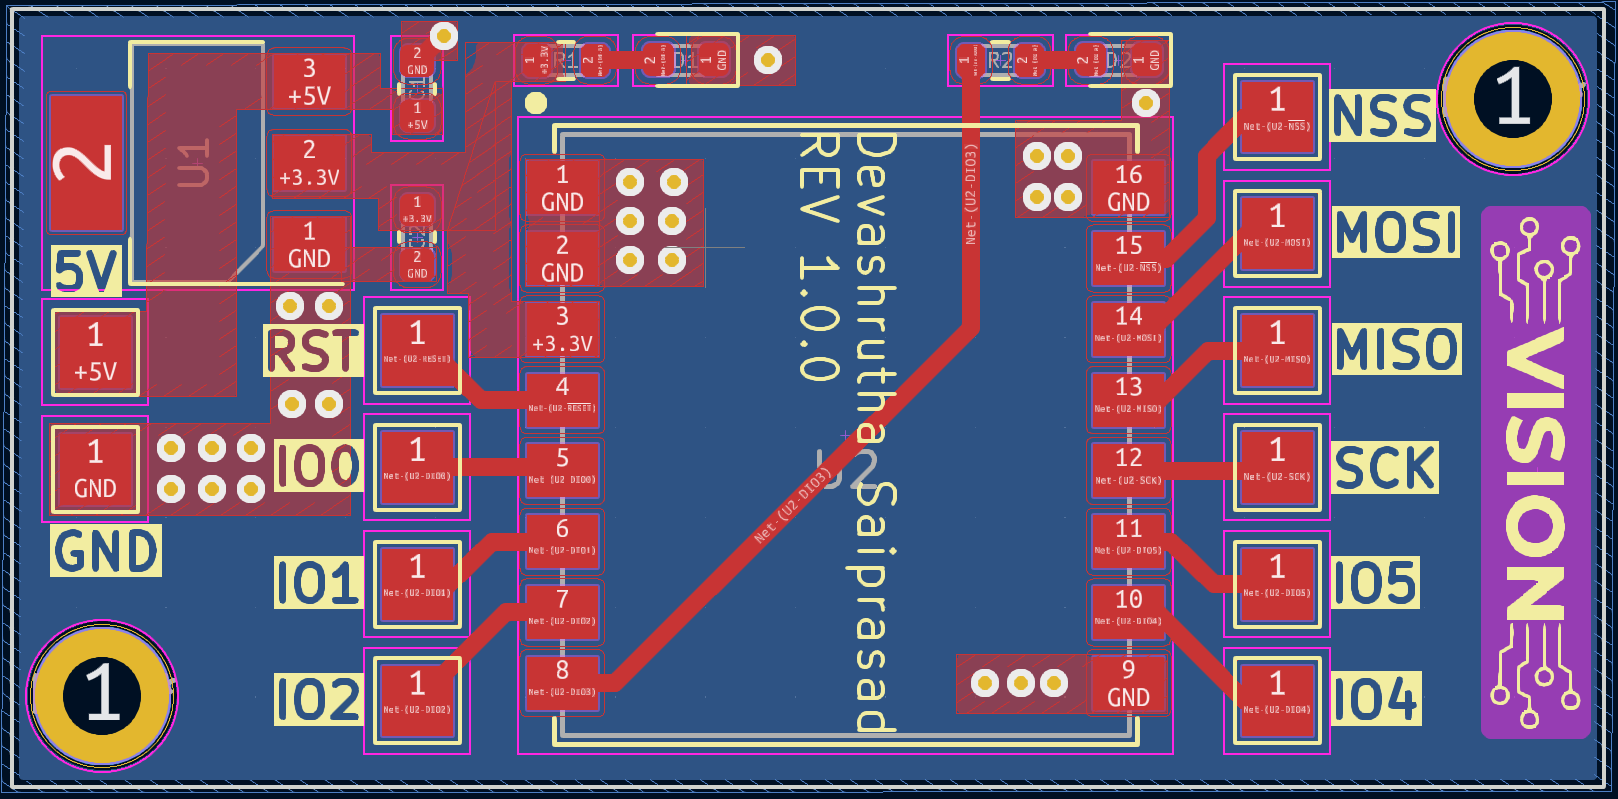 3
+5V
2
+3.3V
1
GND
2
U1
2
GND
1
+5V
1
+3.3V
2
GND
1
+3.3V
R1
2
2
D1
1
GND
1
R2
2
2
D2
1
GND
5V
1
+5V
1
GND
GND
1
RST
1
Net-(U2-RESET)
IO0
1
Net-(U2-DIO0)
IO1
1
Net-(U2-DIO1)
IO2
1
Net-(U2-DIO2)
1
GND
2
GND
3
+3.3V
4
Net-(U2-RESET)
5
Net-(U2-DIO0)
6
Net-(U2-DIO1)
7
Net-(U2-DIO2)
8
Net-(U2-DIO3)
Devashrutha Saiprasad
REV 1.0.0
U2
Net-(U2-DIO3)
Net-(U2-DIO3)
16
GND
15
Net-(U2-NSS)
14
Net-(U2-MOSI)
13
Net-(U2-MISO)
12
Net-(U2-SCK)
11
Net-(U2-DIO5)
10
Net-(U2-DIO4)
9
GND
1
Net-(U2-NSS)
NSS
1
Net-(U2-MOSI)
MOSI
1
Net-(U2-MISO)
MISO
1
Net-(U2-SCK)
SCK
1
Net-(U2-DIO5)
IO5
1
Net-(U2-DIO4)
IO4
1
VISION